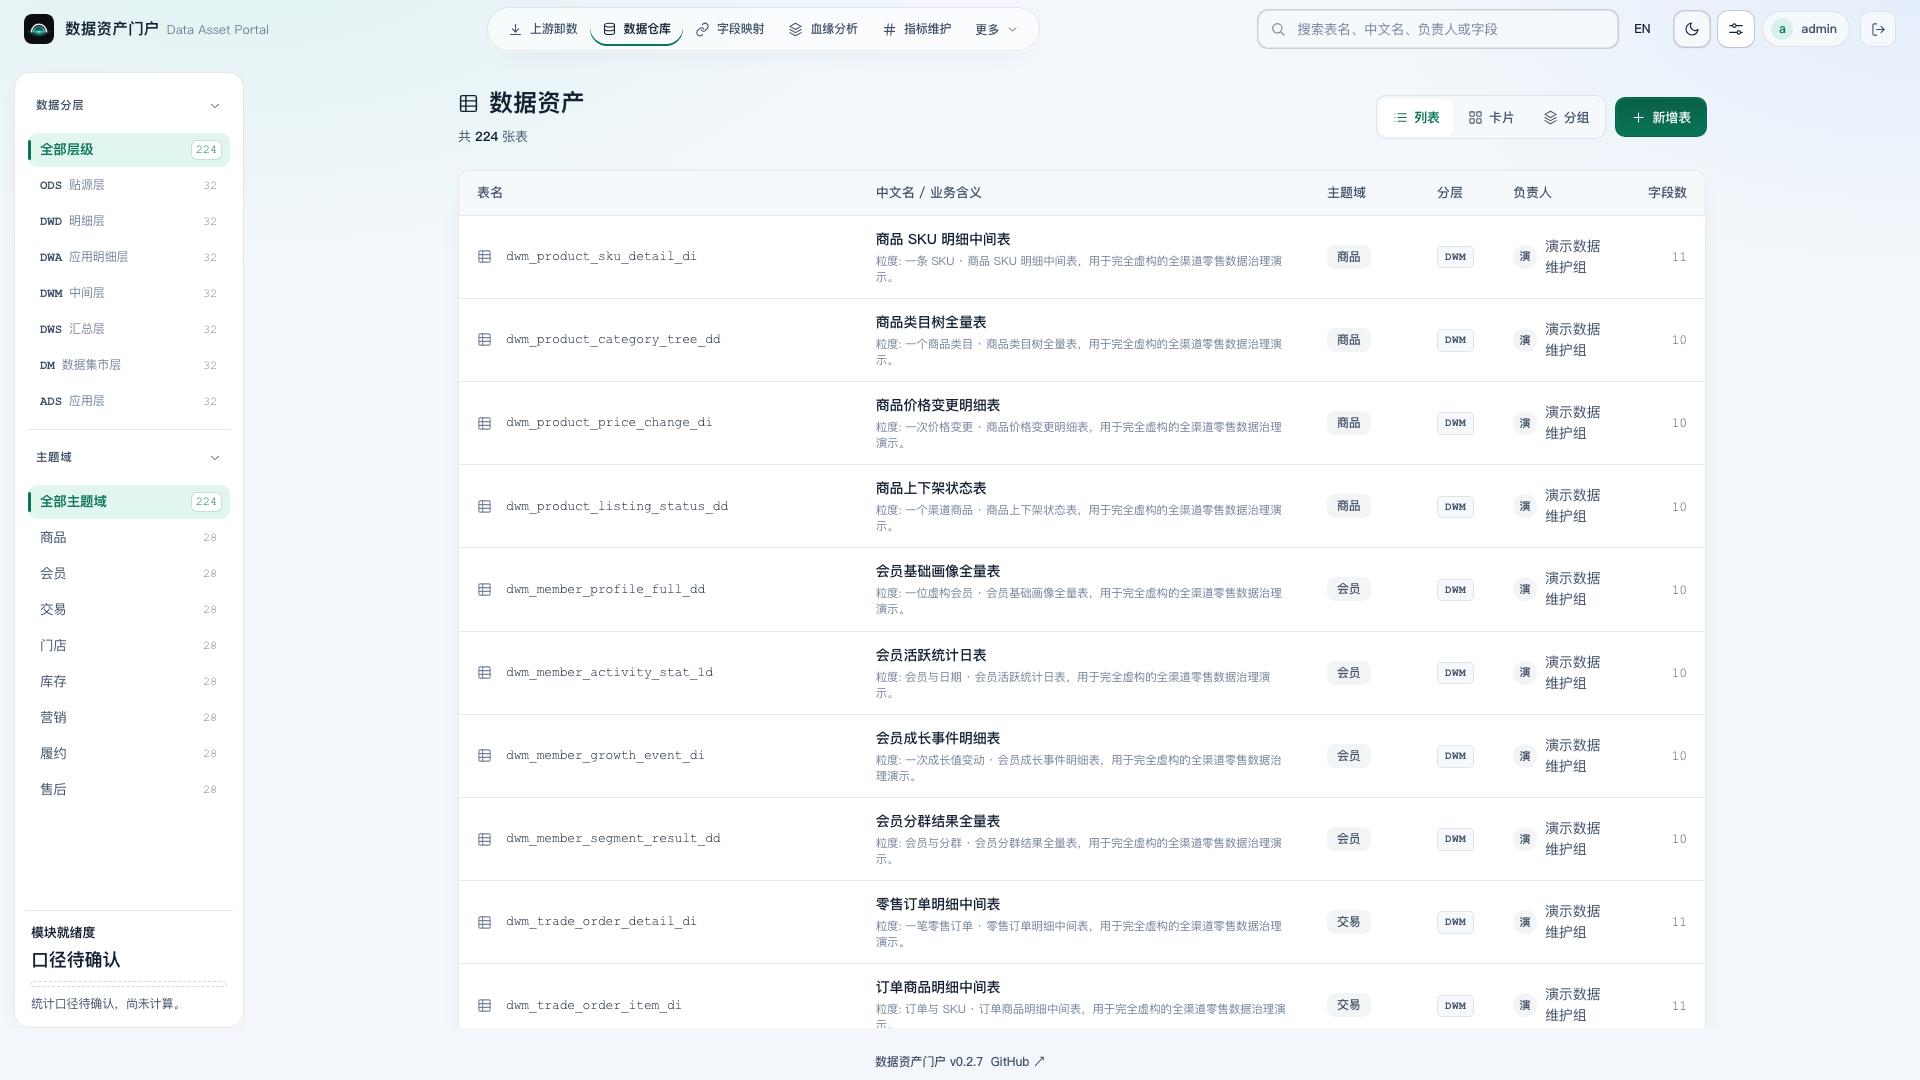 数据资产门户 Data Asset Portal
上游卸数 数据仓库 字段映射 血缘分析 指标维护 更多
搜索表名、中文名、负责人或字段
EN
a admin
数据分层
全部层级 224
ODS 贴源层 32
DWD 明细层 32
DWA 应用明细层 32
DWM 中间层 32
DWS 汇总层 32
DM 数据集市层 32
ADS 应用层 32
主题域
全部主题域 224
商品 28
会员 28
交易 28
门店 28
库存 28
营销 28
履约 28
售后 28
模块就绪度
口径待确认
统计口径待确认，尚未计算。
数据资产
共 224 张表
列表 卡片 分组
新增表
表名 中文名 / 业务含义 主题域 分层 负责人 字段数
dwm_product_sku_detail_di
商品 SKU 明细中间表
粒度: 一条 SKU · 商品 SKU 明细中间表，用于完全虚构的全渠道零售数据治理演
示。
商品 DWM 演 演示数据
维护组
11
dwm_product_category_tree_dd
商品类目树全量表
粒度: 一个商品类目 · 商品类目树全量表，用于完全虚构的全渠道零售数据治理演
示。
商品 DWM 演 演示数据
维护组
10
dwm_product_price_change_di
商品价格变更明细表
粒度: 一次价格变更 · 商品价格变更明细表，用于完全虚构的全渠道零售数据治理
演示。
商品 DWM 演 演示数据
维护组
10
dwm_product_listing_status_dd
商品上下架状态表
粒度: 一个渠道商品 · 商品上下架状态表，用于完全虚构的全渠道零售数据治理演
示。
商品 DWM 演 演示数据
维护组
10
dwm_member_profile_full_dd
会员基础画像全量表
粒度: 一位虚构会员 · 会员基础画像全量表，用于完全虚构的全渠道零售数据治理
演示。
会员 DWM 演 演示数据
维护组
10
dwm_member_activity_stat_1d
会员活跃统计日表
粒度: 会员与日期 · 会员活跃统计日表，用于完全虚构的全渠道零售数据治理演
示。
会员 DWM 演 演示数据
维护组
10
dwm_member_growth_event_di
会员成长事件明细表
粒度: 一次成长值变动 · 会员成长事件明细表，用于完全虚构的全渠道零售数据治
理演示。
会员 DWM 演 演示数据
维护组
10
dwm_member_segment_result_dd
会员分群结果全量表
粒度: 会员与分群 · 会员分群结果全量表，用于完全虚构的全渠道零售数据治理演
示。
会员 DWM 演 演示数据
维护组
10
dwm_trade_order_detail_di
零售订单明细中间表
粒度: 一笔零售订单 · 零售订单明细中间表，用于完全虚构的全渠道零售数据治理
演示。
交易 DWM 演 演示数据
维护组
11
dwm_trade_order_item_di
订单商品明细中间表
粒度: 订单与 SKU · 订单商品明细中间表，用于完全虚构的全渠道零售数据治理演
示。
交易 DWM 演 演示数据
维护组
11
数据资产门户 v0.2.7 GitHub ↗